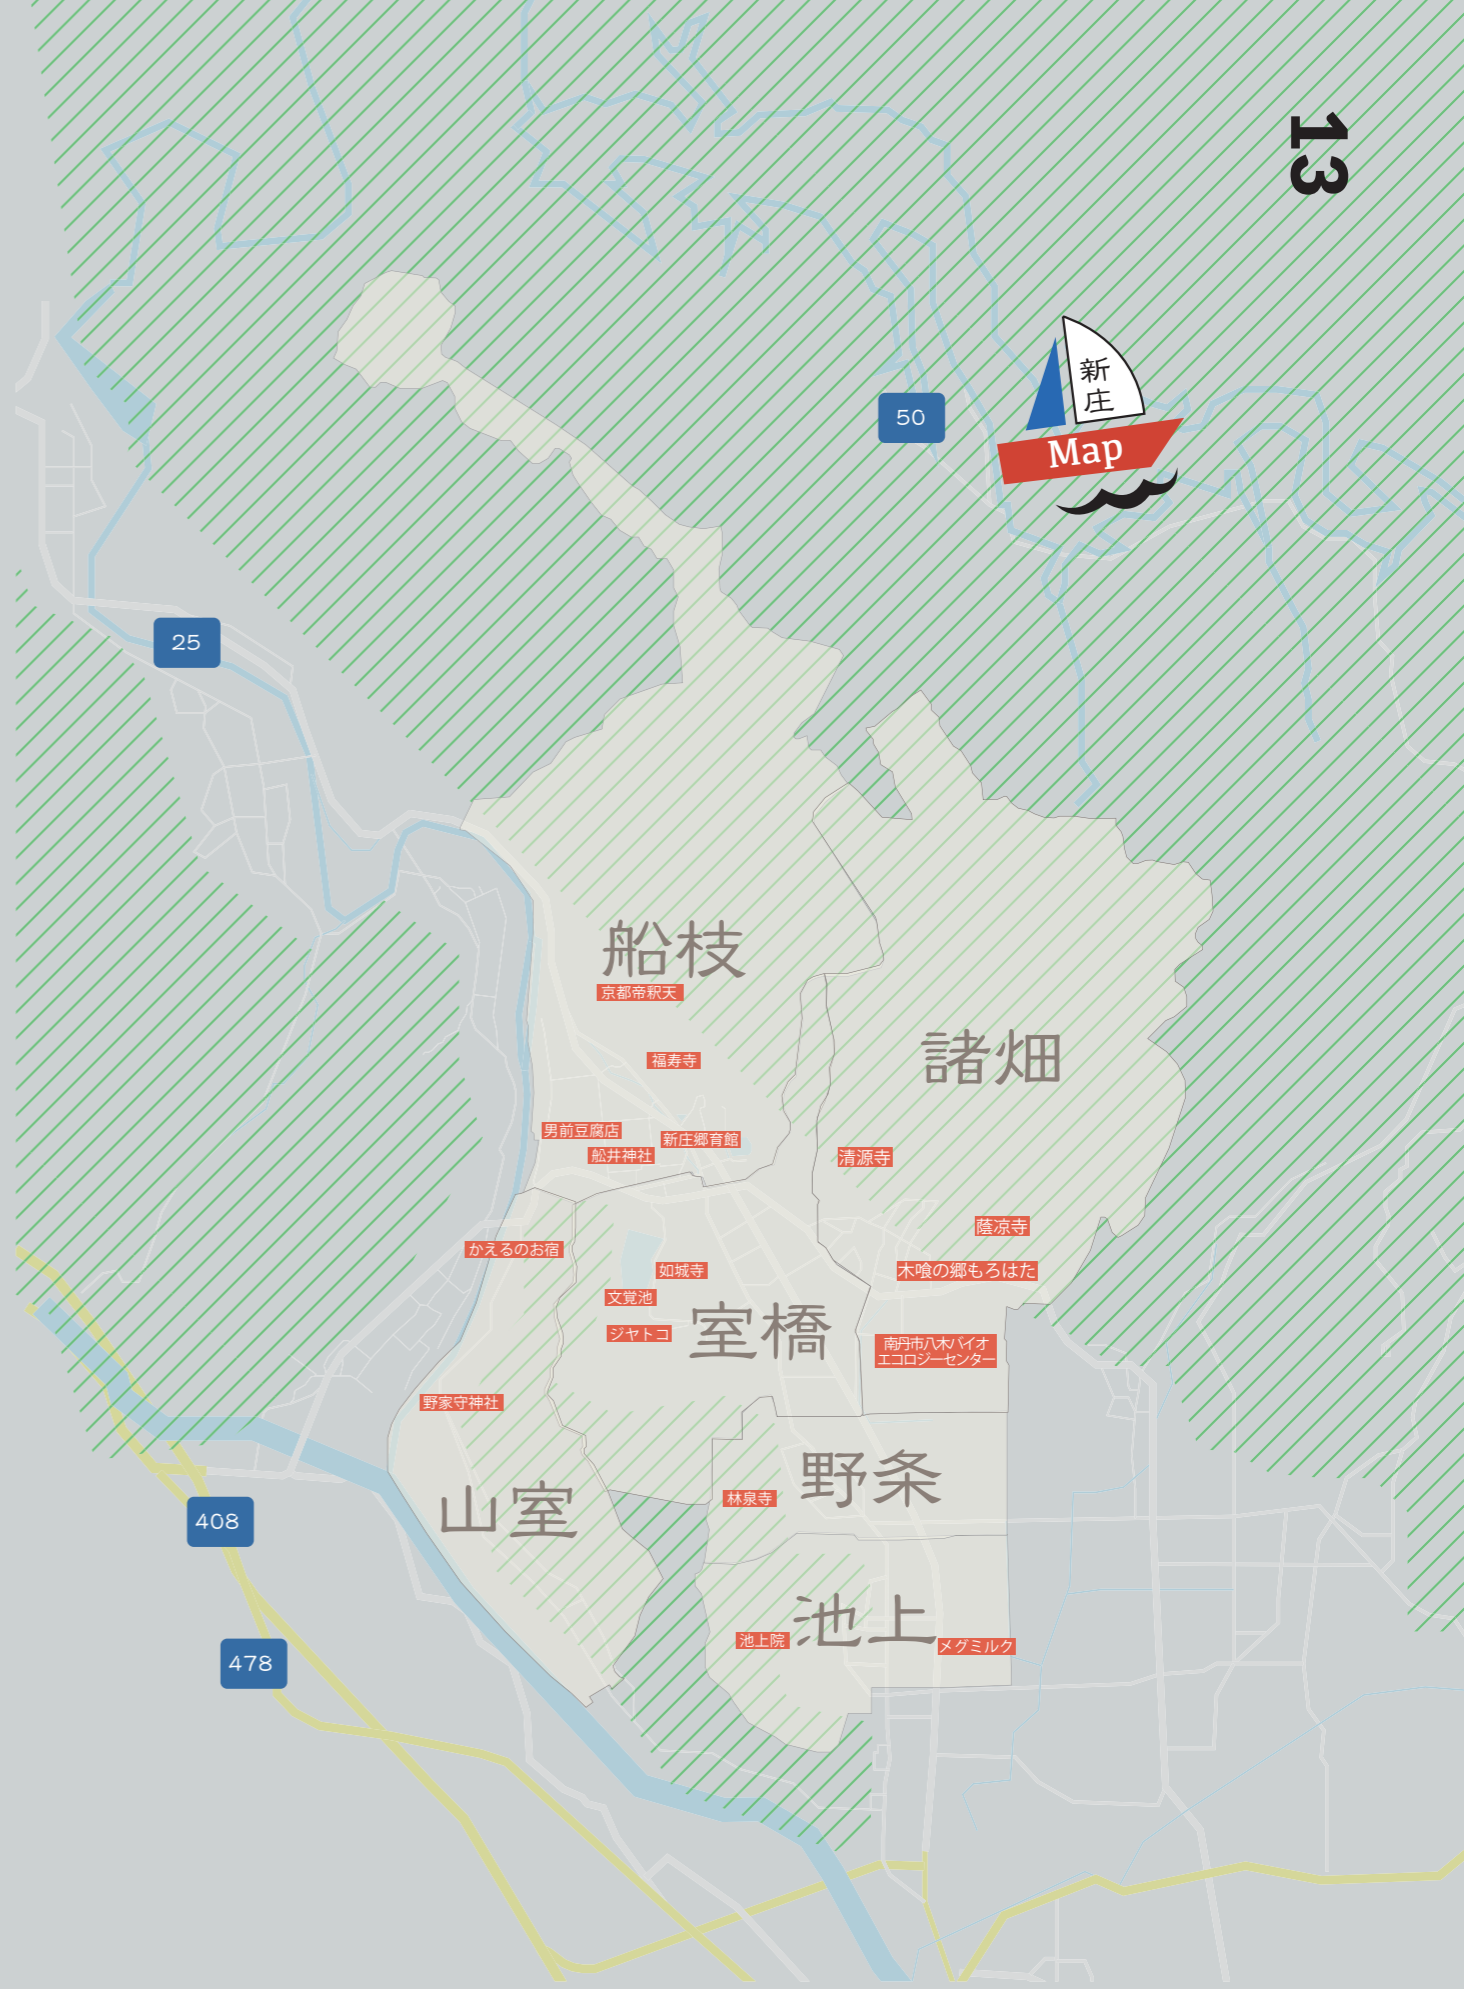 13
新
庄
Map
50
25
船枝
京都帝釈天
福寿寺
諸畑
男前豆腐店
新庄郷育館
舩井神社
清源寺
蔭凉寺
かえるのお宿
如城寺
木喰の郷もろはた
文覚池
ジヤトコ
室橋
南丹市八木バイオ
エコロジーセンター
野家守神社
野条
林泉寺
山室
408
池上
池上院
メグミルク
478